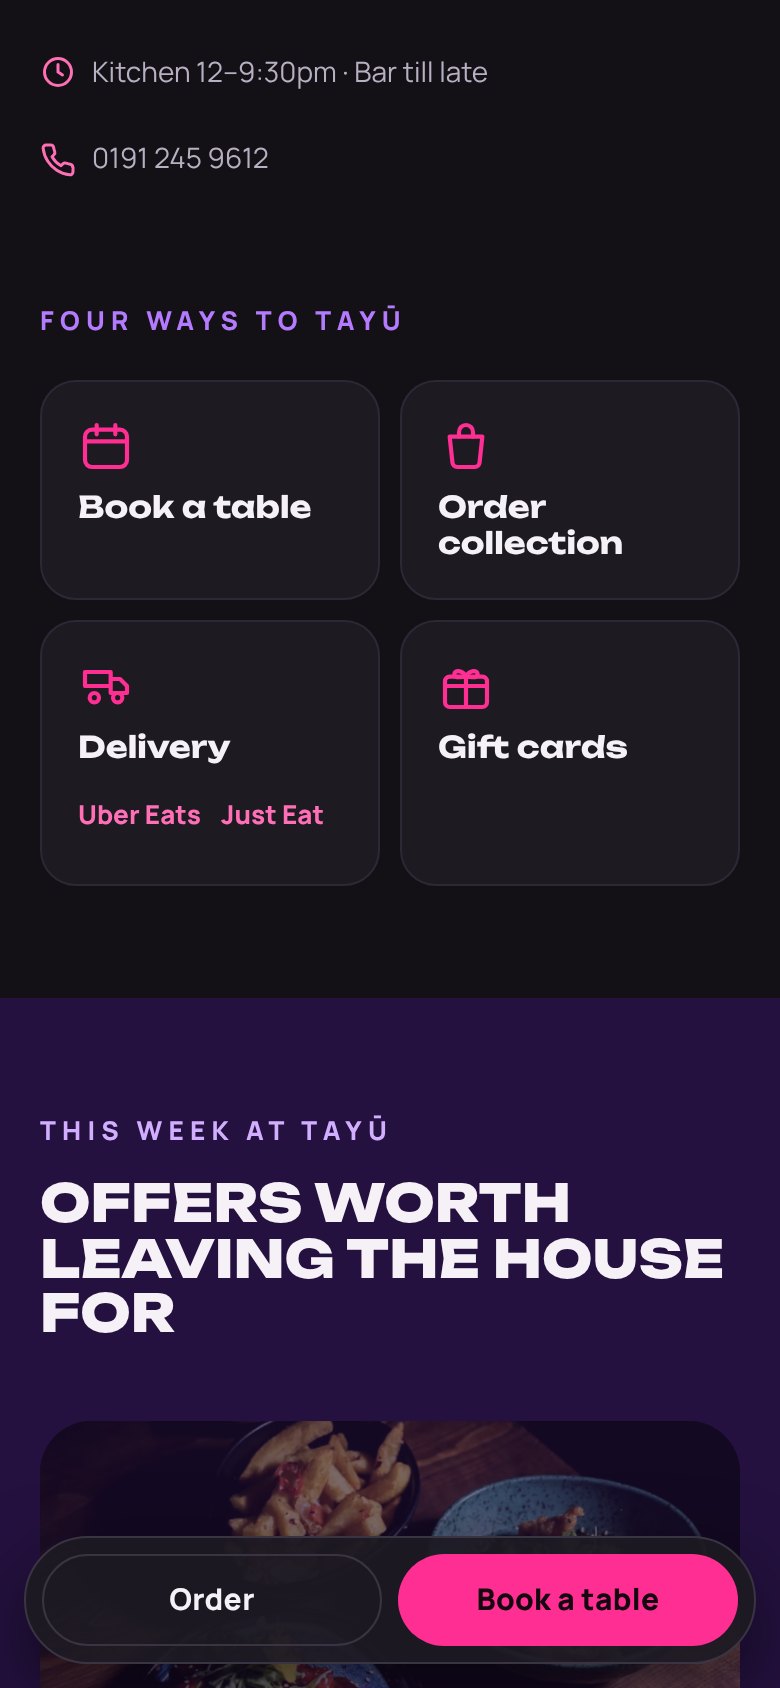 Kitchen 12–9:30pm · Bar till late
0191 245 9612
FOUR WAYS TO TAYŪ
Book a table
Order
collection
Delivery
Uber Eats Just Eat
Gift cards
THIS WEEK AT TAYŪ
OFFERS WORTH
LEAVING THE HOUSE
FOR
Order
Book a table